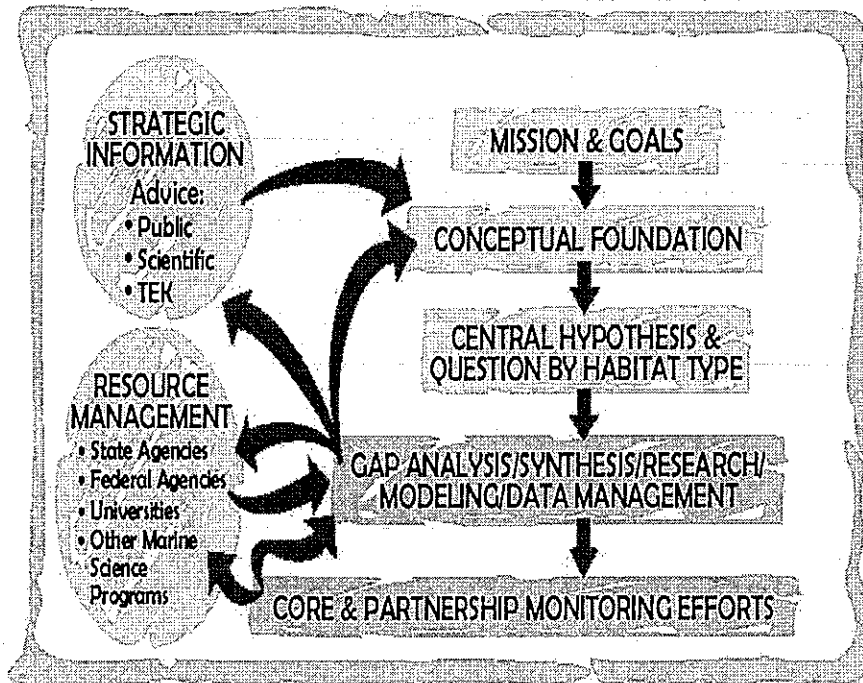 STRATEGIC
INFORMATION
Advice:
• Public
• Scientific
• TEK
RESOURCE
MANAGEMENT
• State Agencies
• Federal Agencies
• Universities
• Other Marine
Science
Programs
MISSION & GOALS
CONCEPTUAL FOUNDATION
CENTRAL HYPOTHESIS &
QUESTION BY HABITAT TYPE
GAP ANALYSIS/SYNTHESIS/RESEARCH/
MODELING/DATA MANAGEMENT
CORE & PARTNERSHIP MONITORING EFFORTS